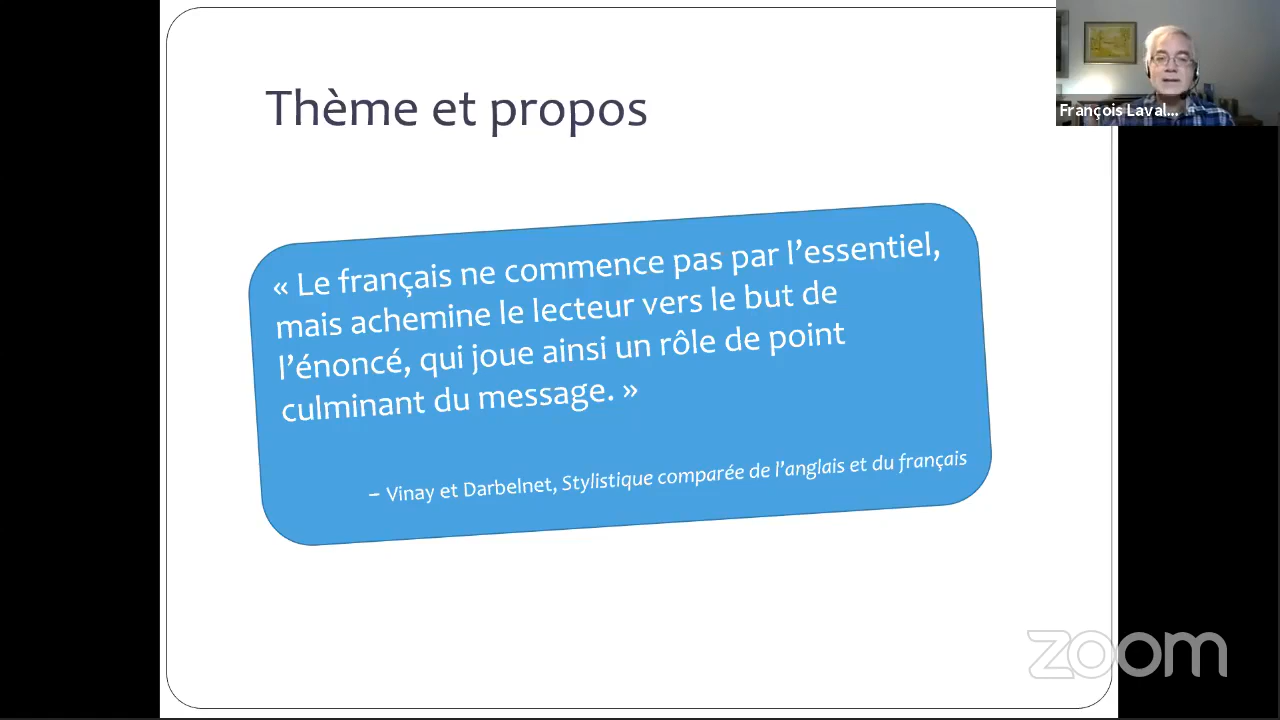 Thème et propos
François Laval...
« Le français ne commence pas par l'essentiel,
mais achemine le lecteur vers le but de
l'énoncé, qui joue ainsi un rôle de point
culminant du message. »
– Vinay et Darbelnet, Stylistique comparée de l'anglais et du français
zoom